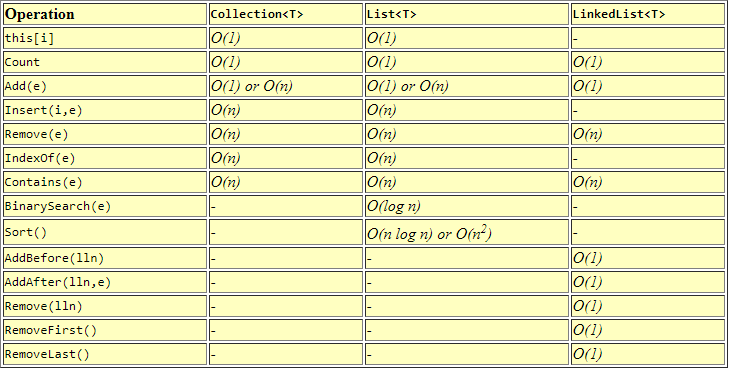 Operation Collection<T> List<T> LinkedList<T>
this[i] O(1) O(1) -
Count O(1) O(1) O(1)
Add(e) O(1) or O(n) O(1) or O(n) O(1)
Insert(i,e) O(n) O(n) -
Remove(e) O(n) O(n) O(n)
IndexOf(e) O(n) O(n) -
Contains(e) O(n) O(n) O(n)
BinarySearch(e) - O(log n) -
Sort() - O(n log n) or O(n²) -
AddBefore(lln) - - O(1)
AddAfter(lln,e) - - O(1)
Remove(lln) - - O(1)
RemoveFirst() - - O(1)
RemoveLast() - - O(1)